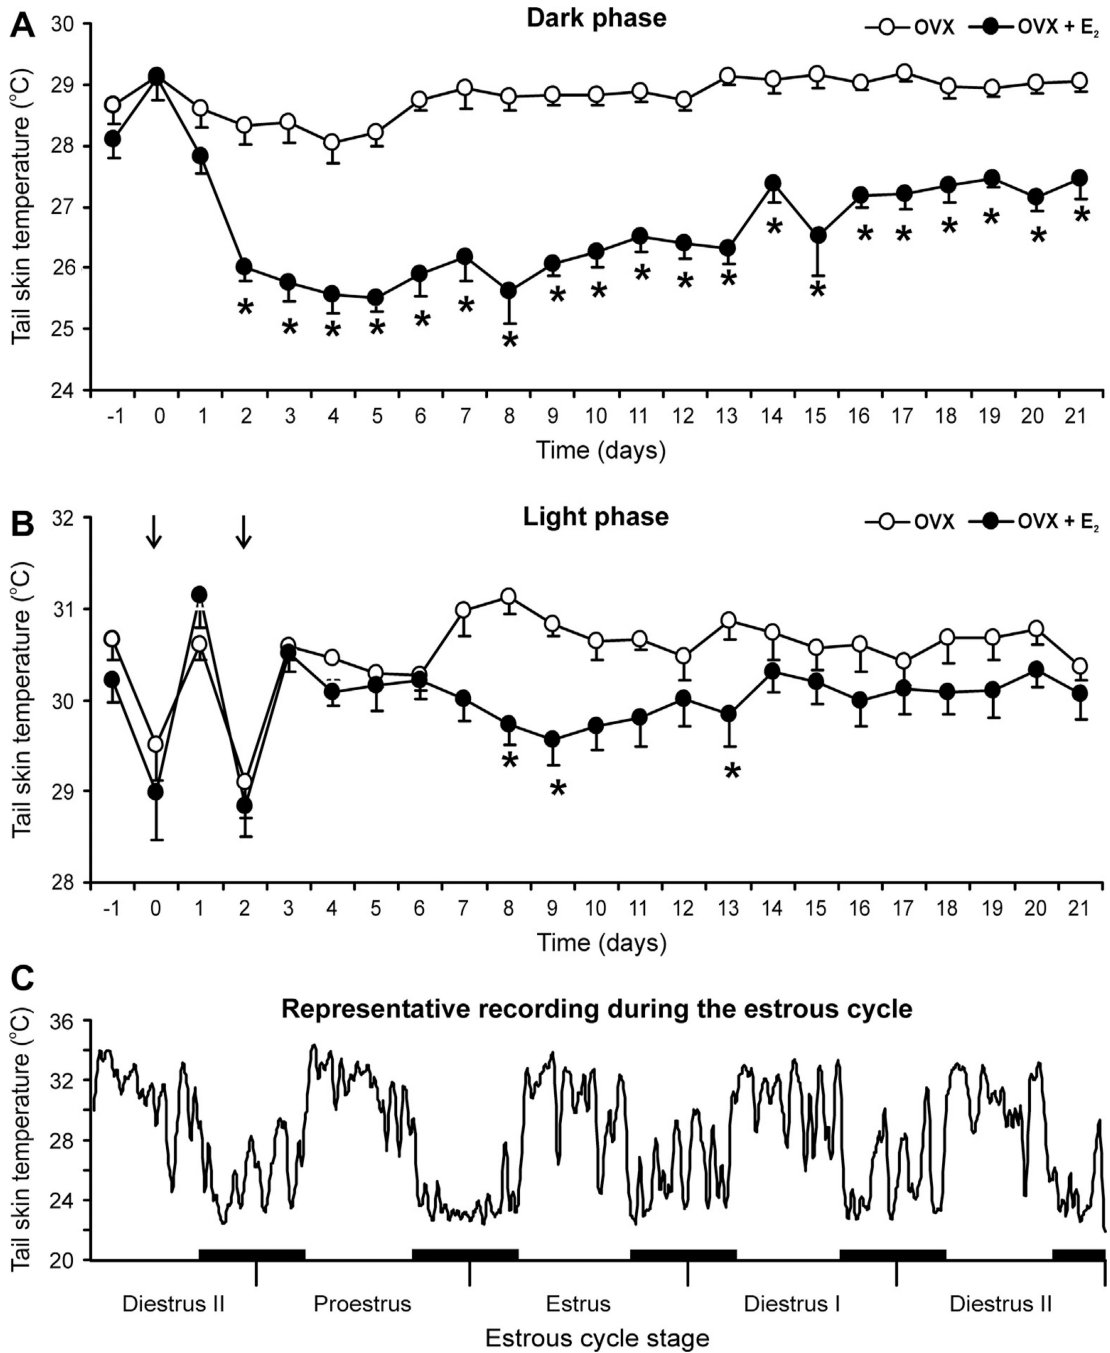 A
Dark phase
OVX
OVX + E₂
Tail skin temperature (°C)
30
29
28
27
26
25
24
* * * * * * * * * * * * * * * * * * * *
-1 0 1 2 3 4 5 6 7 8 9 10 11 12 13 14 15 16 17 18 19 20 21
Time (days)
B
Light phase
OVX
OVX + E₂
Tail skin temperature (°C)
32
31
30
29
28
* * *
-1 0 1 2 3 4 5 6 7 8 9 10 11 12 13 14 15 16 17 18 19 20 21
Time (days)
C
Representative recording during the estrous cycle
Tail skin temperature (°C)
36
32
28
24
20
Diestrus II Proestrus Estrus Diestrus I Diestrus II
Estrous cycle stage